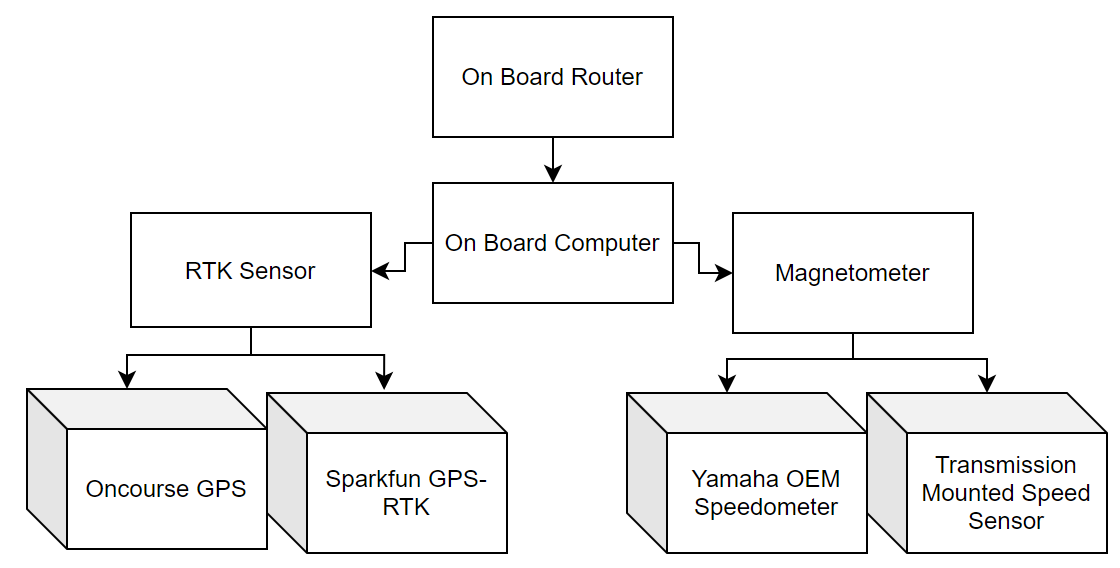 On Board Router
On Board Computer
RTK Sensor
Magnetometer
Oncourse GPS
Sparkfun GPS-
RTK
Yamaha OEM
Speedometer
Transmission
Mounted Speed
Sensor